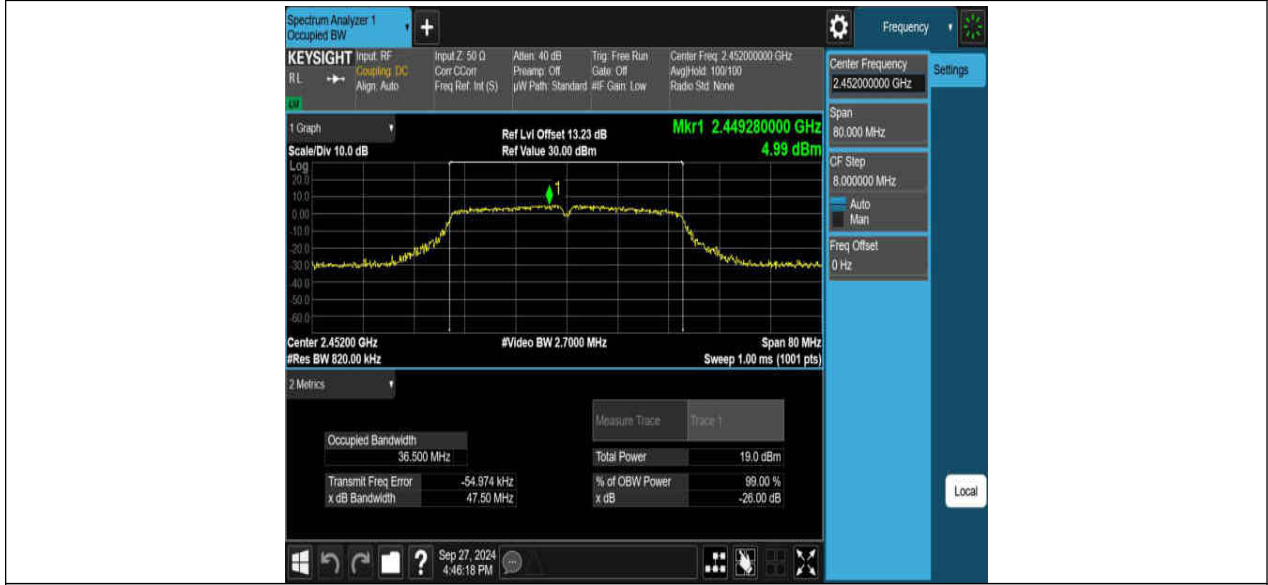 Spectrum Analyzer 1
Occupied BW
+
Frequency
KEYSIGHT
RL
LXI
Input: RF
Coupling: DC
Align: Auto
Input Z: 50 Ω
Corr CCorr
Freq Ref: Int (S)
Atten: 40 dB
Preamp: Off
µW Path: Standard
Trig: Free Run
Gate: Off
#IF Gain: Low
Center Freq: 2.452000000 GHz
Avg|Hold: 100/100
Radio Std: None
Center Frequency
2.452000000 GHz
Settings
Span
80.000 MHz
CF Step
8.000000 MHz
Auto
Man
Freq Offset
0 Hz
Local
1 Graph
Scale/Div 10.0 dB
Ref Lvl Offset 13.23 dB
Ref Value 30.00 dBm
Mkr1 2.449280000 GHz
4.99 dBm
Log
20.0
10.0
0.00
-10.0
-20.0
-30.0
-40.0
-50.0
-60.0
1
Center 2.45200 GHz
#Video BW 2.7000 MHz
Span 80 MHz
#Res BW 820.00 kHz
Sweep 1.00 ms (1001 pts)
2 Metrics
Measure Trace
Trace 1
Occupied Bandwidth
36.500 MHz
Total Power
19.0 dBm
Transmit Freq Error
-54.974 kHz
% of OBW Power
99.00 %
x dB Bandwidth
47.50 MHz
x dB
-26.00 dB
?
Sep 27, 2024
4:46:18 PM